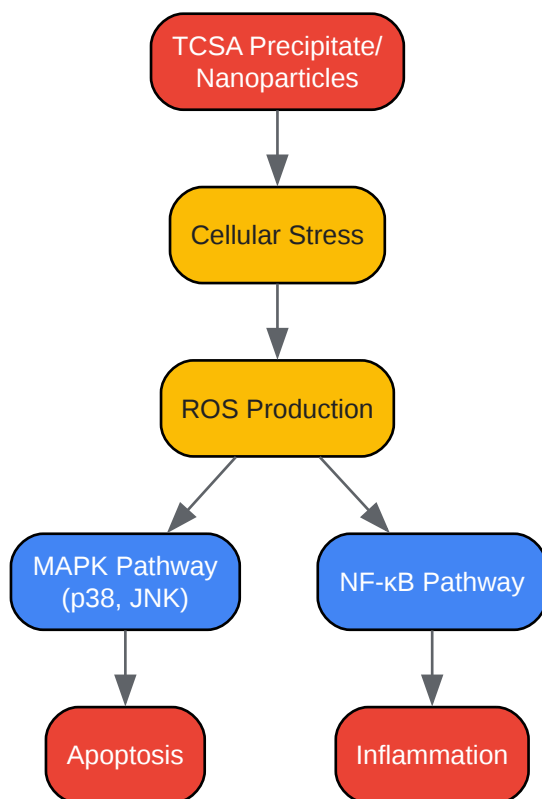 TCSA Precipitate/
Nanoparticles
Cellular Stress
ROS Production
MAPK Pathway
(p38, JNK)
NF-κB Pathway
Apoptosis
Inflammation